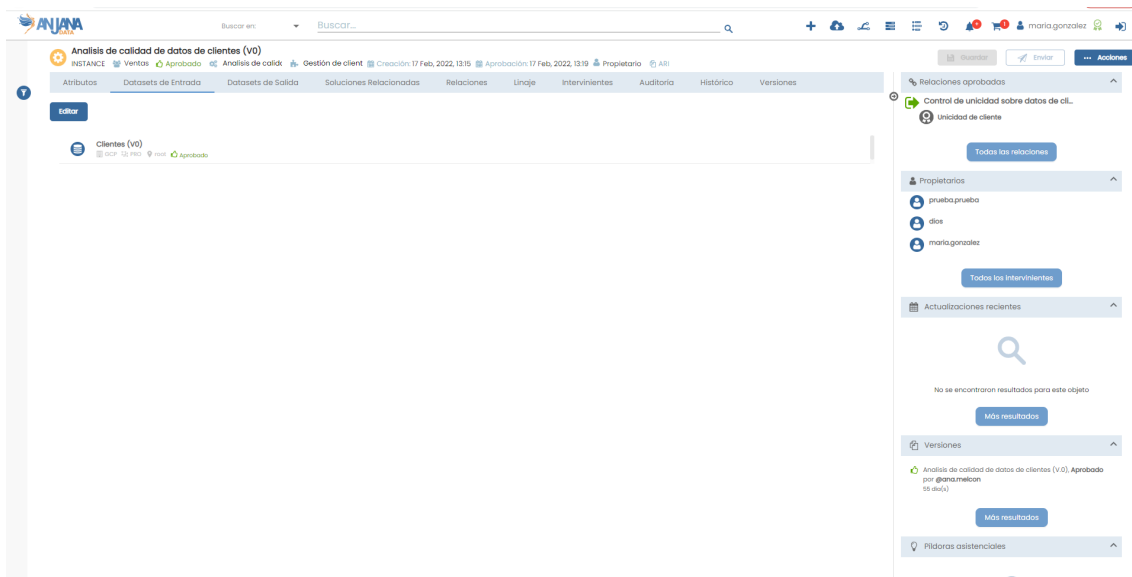 ANJANA
DATA
Buscar en:
Buscar...
maria.gonzalez
Analisis de calidad de datos de clientes (V0)
INSTANCE Ventas Aprobado Analisis de calid Gestión de client Creación: 17 Feb, 2022, 13:15 Aprobación: 17 Feb, 2022, 13:19 Propietario ARI
Guardar Enviar ... Acciones
Atributos Datasets de Entrada Datasets de Salida Soluciones Relacionadas Relaciones Linaje Intervinientes Auditoria Histórico Versiones
Editar
Clientes (V0)
GCP PRO root Aprobado
Relaciones aprobadas
Control de unicidad sobre datos de cli...
Unicidad de cliente
Todas las relaciones
Propietarios
prueba.prueba
dios
maria.gonzalez
Todos los intervinientes
Actualizaciones recientes
No se encontraron resultados para este objeto
Más resultados
Versiones
Analisis de calidad de datos de clientes (V.0), Aprobado
por @ana.melcon
55 día(s)
Más resultados
Píldoras asistenciales